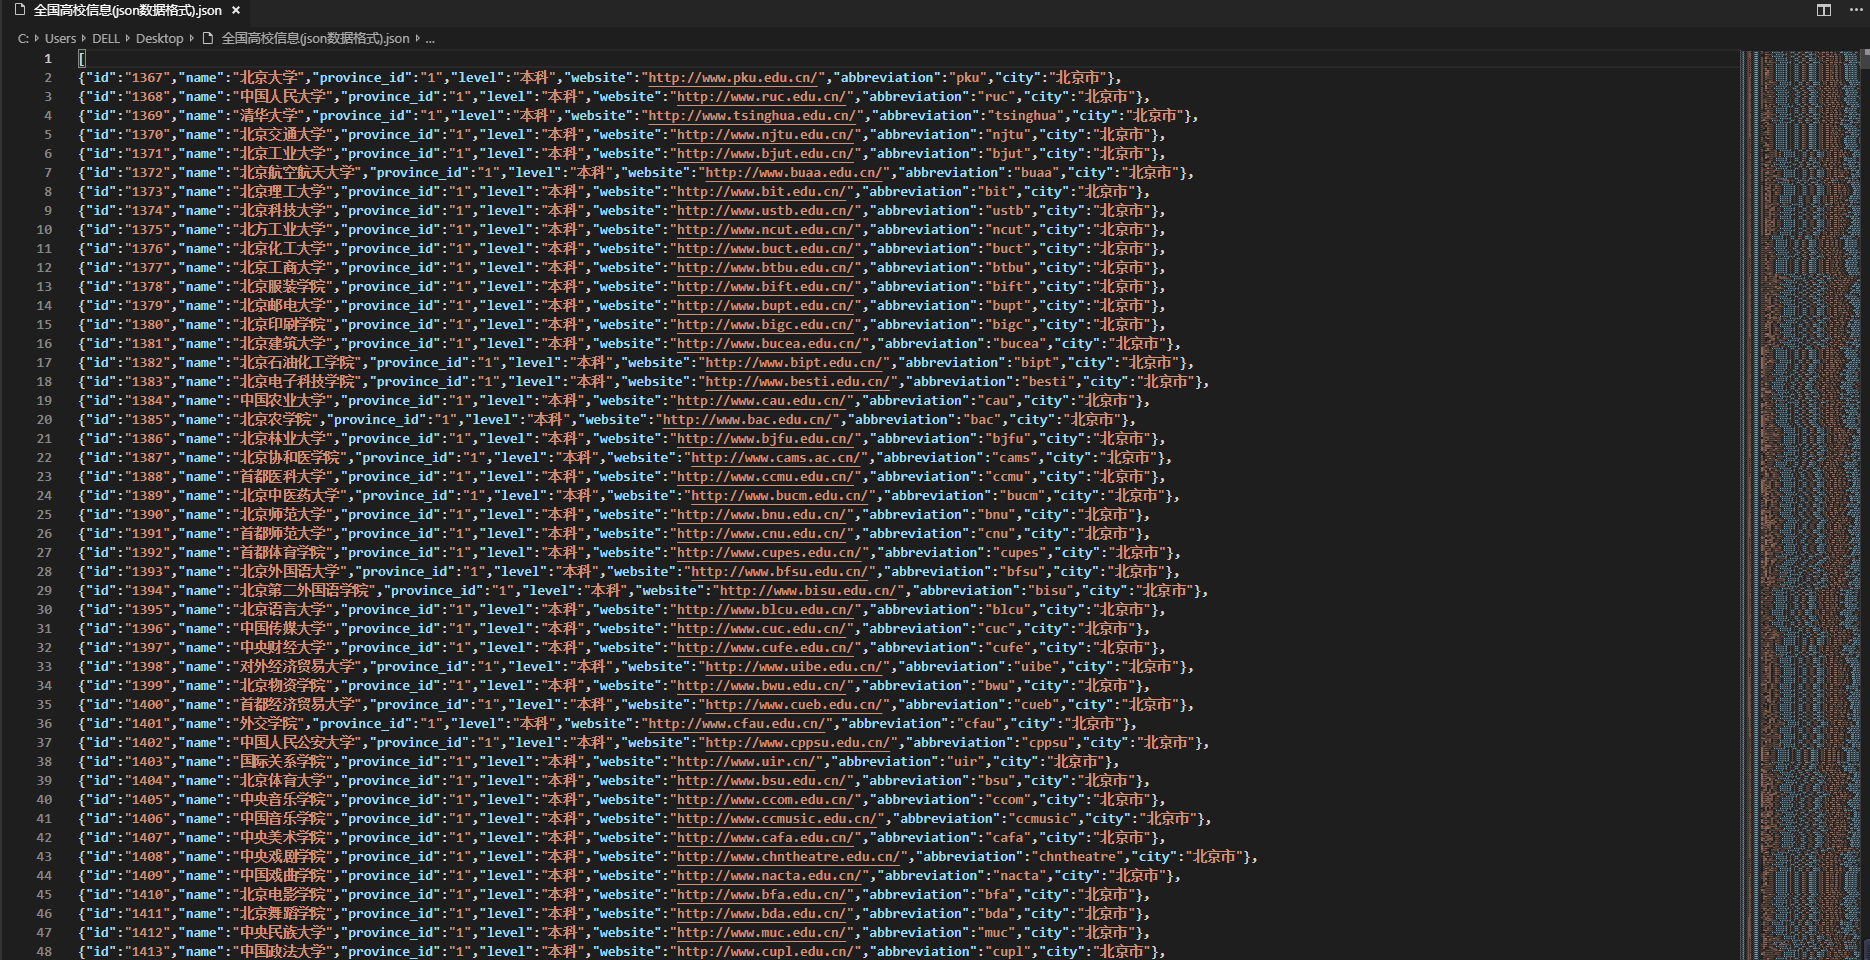 全国高校信息(json数据格式).json ×
C: › Users › DELL › Desktop › 全国高校信息(json数据格式).json › ...
1 [
2 {"id":"1367","name":"北京大学","province_id":"1","level":"本科","website":"http://www.pku.edu.cn/","abbreviation":"pku","city":"北京市"},
3 {"id":"1368","name":"中国人民大学","province_id":"1","level":"本科","website":"http://www.ruc.edu.cn/","abbreviation":"ruc","city":"北京市"},
4 {"id":"1369","name":"清华大学","province_id":"1","level":"本科","website":"http://www.tsinghua.edu.cn/","abbreviation":"tsinghua","city":"北京市"},
5 {"id":"1370","name":"北京交通大学","province_id":"1","level":"本科","website":"http://www.njtu.edu.cn/","abbreviation":"njtu","city":"北京市"},
6 {"id":"1371","name":"北京工业大学","province_id":"1","level":"本科","website":"http://www.bjut.edu.cn/","abbreviation":"bjut","city":"北京市"},
7 {"id":"1372","name":"北京航空航天大学","province_id":"1","level":"本科","website":"http://www.buaa.edu.cn/","abbreviation":"buaa","city":"北京市"},
8 {"id":"1373","name":"北京理工大学","province_id":"1","level":"本科","website":"http://www.bit.edu.cn/","abbreviation":"bit","city":"北京市"},
9 {"id":"1374","name":"北京科技大学","province_id":"1","level":"本科","website":"http://www.ustb.edu.cn/","abbreviation":"ustb","city":"北京市"},
10 {"id":"1375","name":"北方工业大学","province_id":"1","level":"本科","website":"http://www.ncut.edu.cn/","abbreviation":"ncut","city":"北京市"},
11 {"id":"1376","name":"北京化工大学","province_id":"1","level":"本科","website":"http://www.buct.edu.cn/","abbreviation":"buct","city":"北京市"},
12 {"id":"1377","name":"北京工商大学","province_id":"1","level":"本科","website":"http://www.btbu.edu.cn/","abbreviation":"btbu","city":"北京市"},
13 {"id":"1378","name":"北京服装学院","province_id":"1","level":"本科","website":"http://www.bift.edu.cn/","abbreviation":"bift","city":"北京市"},
14 {"id":"1379","name":"北京邮电大学","province_id":"1","level":"本科","website":"http://www.bupt.edu.cn/","abbreviation":"bupt","city":"北京市"},
15 {"id":"1380","name":"北京印刷学院","province_id":"1","level":"本科","website":"http://www.bigc.edu.cn/","abbreviation":"bigc","city":"北京市"},
16 {"id":"1381","name":"北京建筑大学","province_id":"1","level":"本科","website":"http://www.bucea.edu.cn/","abbreviation":"bucea","city":"北京市"},
17 {"id":"1382","name":"北京石油化工学院","province_id":"1","level":"本科","website":"http://www.bipt.edu.cn/","abbreviation":"bipt","city":"北京市"},
18 {"id":"1383","name":"北京电子科技学院","province_id":"1","level":"本科","website":"http://www.besti.edu.cn/","abbreviation":"besti","city":"北京市"},
19 {"id":"1384","name":"中国农业大学","province_id":"1","level":"本科","website":"http://www.cau.edu.cn/","abbreviation":"cau","city":"北京市"},
20 {"id":"1385","name":"北京农学院","province_id":"1","level":"本科","website":"http://www.bac.edu.cn/","abbreviation":"bac","city":"北京市"},
21 {"id":"1386","name":"北京林业大学","province_id":"1","level":"本科","website":"http://www.bjfu.edu.cn/","abbreviation":"bjfu","city":"北京市"},
22 {"id":"1387","name":"北京协和医学院","province_id":"1","level":"本科","website":"http://www.cams.ac.cn/","abbreviation":"cams","city":"北京市"},
23 {"id":"1388","name":"首都医科大学","province_id":"1","level":"本科","website":"http://www.ccmu.edu.cn/","abbreviation":"ccmu","city":"北京市"},
24 {"id":"1389","name":"北京中医药大学","province_id":"1","level":"本科","website":"http://www.bucm.edu.cn/","abbreviation":"bucm","city":"北京市"},
25 {"id":"1390","name":"北京师范大学","province_id":"1","level":"本科","website":"http://www.bnu.edu.cn/","abbreviation":"bnu","city":"北京市"},
26 {"id":"1391","name":"首都师范大学","province_id":"1","level":"本科","website":"http://www.cnu.edu.cn/","abbreviation":"cnu","city":"北京市"},
27 {"id":"1392","name":"首都体育学院","province_id":"1","level":"本科","website":"http://www.cupes.edu.cn/","abbreviation":"cupes","city":"北京市"},
28 {"id":"1393","name":"北京外国语大学","province_id":"1","level":"本科","website":"http://www.bfsu.edu.cn/","abbreviation":"bfsu","city":"北京市"},
29 {"id":"1394","name":"北京第二外国语学院","province_id":"1","level":"本科","website":"http://www.bisu.edu.cn/","abbreviation":"bisu","city":"北京市"},
30 {"id":"1395","name":"北京语言大学","province_id":"1","level":"本科","website":"http://www.blcu.edu.cn/","abbreviation":"blcu","city":"北京市"},
31 {"id":"1396","name":"中国传媒大学","province_id":"1","level":"本科","website":"http://www.cuc.edu.cn/","abbreviation":"cuc","city":"北京市"},
32 {"id":"1397","name":"中央财经大学","province_id":"1","level":"本科","website":"http://www.cufe.edu.cn/","abbreviation":"cufe","city":"北京市"},
33 {"id":"1398","name":"对外经济贸易大学","province_id":"1","level":"本科","website":"http://www.uibe.edu.cn/","abbreviation":"uibe","city":"北京市"},
34 {"id":"1399","name":"北京物资学院","province_id":"1","level":"本科","website":"http://www.bwu.edu.cn/","abbreviation":"bwu","city":"北京市"},
35 {"id":"1400","name":"首都经济贸易大学","province_id":"1","level":"本科","website":"http://www.cueb.edu.cn/","abbreviation":"cueb","city":"北京市"},
36 {"id":"1401","name":"外交学院","province_id":"1","level":"本科","website":"http://www.cfau.edu.cn/","abbreviation":"cfau","city":"北京市"},
37 {"id":"1402","name":"中国人民公安大学","province_id":"1","level":"本科","website":"http://www.cppsu.edu.cn/","abbreviation":"cppsu","city":"北京市"},
38 {"id":"1403","name":"国际关系学院","province_id":"1","level":"本科","website":"http://www.uir.cn/","abbreviation":"uir","city":"北京市"},
39 {"id":"1404","name":"北京体育大学","province_id":"1","level":"本科","website":"http://www.bsu.edu.cn/","abbreviation":"bsu","city":"北京市"},
40 {"id":"1405","name":"中央音乐学院","province_id":"1","level":"本科","website":"http://www.ccom.edu.cn/","abbreviation":"ccom","city":"北京市"},
41 {"id":"1406","name":"中国音乐学院","province_id":"1","level":"本科","website":"http://www.ccmusic.edu.cn/","abbreviation":"ccmusic","city":"北京市"},
42 {"id":"1407","name":"中央美术学院","province_id":"1","level":"本科","website":"http://www.cafa.edu.cn/","abbreviation":"cafa","city":"北京市"},
43 {"id":"1408","name":"中央戏剧学院","province_id":"1","level":"本科","website":"http://www.chntheatre.edu.cn/","abbreviation":"chntheatre","city":"北京市"},
44 {"id":"1409","name":"中国戏曲学院","province_id":"1","level":"本科","website":"http://www.nacta.edu.cn/","abbreviation":"nacta","city":"北京市"},
45 {"id":"1410","name":"北京电影学院","province_id":"1","level":"本科","website":"http://www.bfa.edu.cn/","abbreviation":"bfa","city":"北京市"},
46 {"id":"1411","name":"北京舞蹈学院","province_id":"1","level":"本科","website":"http://www.bda.edu.cn/","abbreviation":"bda","city":"北京市"},
47 {"id":"1412","name":"中央民族大学","province_id":"1","level":"本科","website":"http://www.muc.edu.cn/","abbreviation":"muc","city":"北京市"},
48 {"id":"1413","name":"中国政法大学","province_id":"1","level":"本科","website":"http://www.cupl.edu.cn/","abbreviation":"cupl","city":"北京市"},